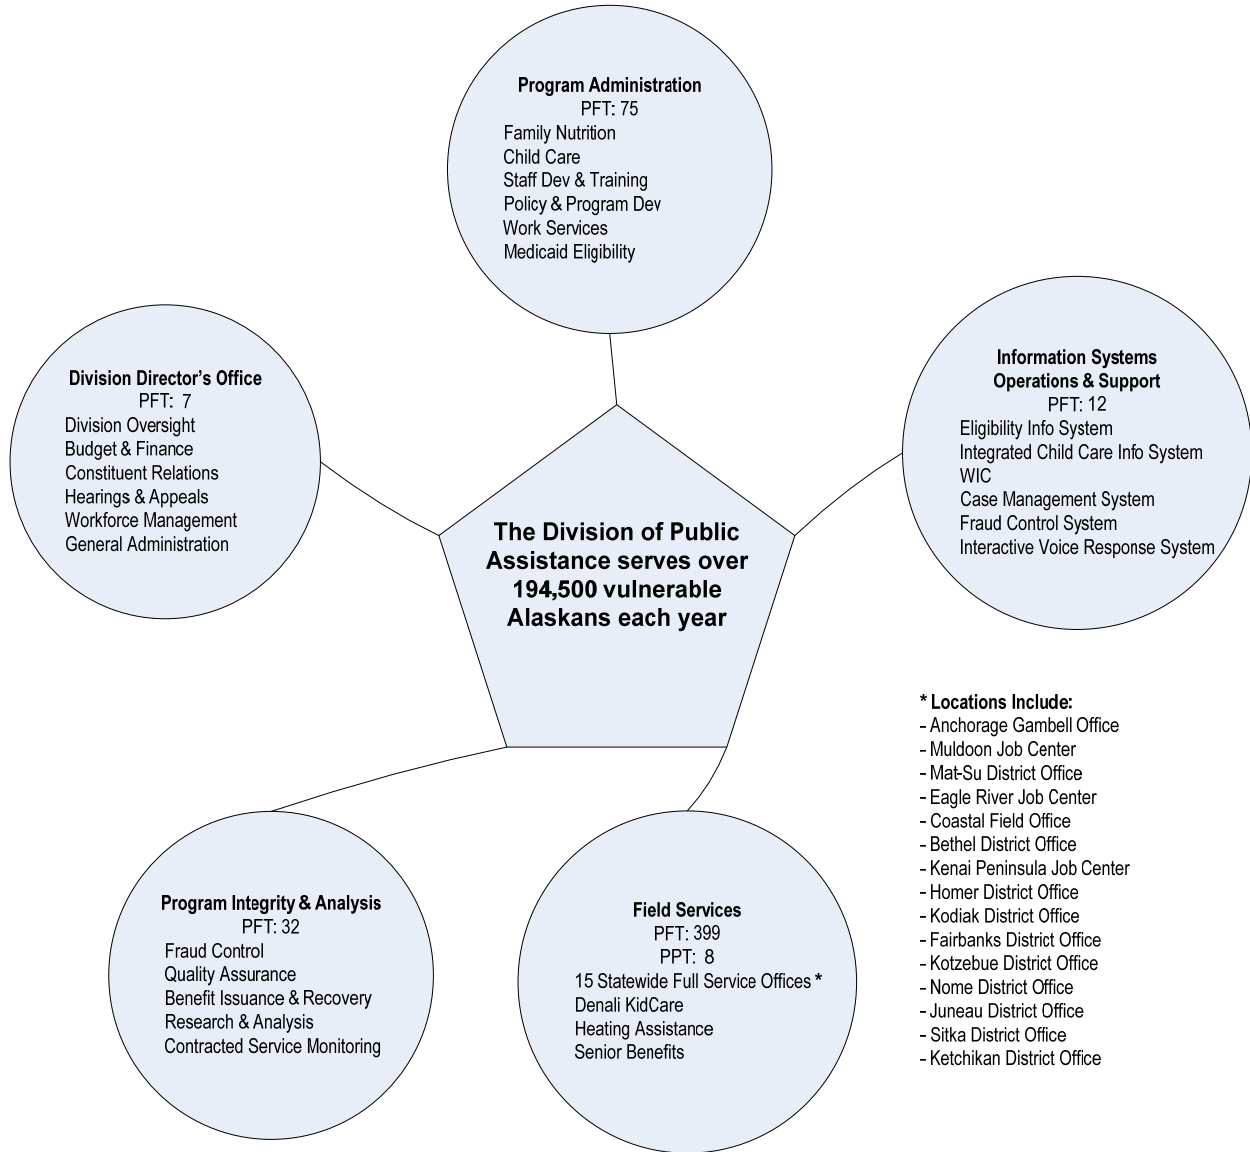 Program Administration
PFT: 75
Family Nutrition
Child Care
Staff Dev & Training
Policy & Program Dev
Work Services
Medicaid Eligibility
Division Director's Office
PFT: 7
Division Oversight
Budget & Finance
Constituent Relations
Hearings & Appeals
Workforce Management
General Administration
Information Systems
Operations & Support
PFT: 12
Eligibility Info System
Integrated Child Care Info System
WIC
Case Management System
Fraud Control System
Interactive Voice Response System
The Division of Public
Assistance serves over
194,500 vulnerable
Alaskans each year
Program Integrity & Analysis
PFT: 32
Fraud Control
Quality Assurance
Benefit Issuance & Recovery
Research & Analysis
Contracted Service Monitoring
Field Services
PFT: 399
PPT: 8
15 Statewide Full Service Offices *
Denali KidCare
Heating Assistance
Senior Benefits
* Locations Include:
- Anchorage Gambell Office
- Muldoon Job Center
- Mat-Su District Office
- Eagle River Job Center
- Coastal Field Office
- Bethel District Office
- Kenai Peninsula Job Center
- Homer District Office
- Kodiak District Office
- Fairbanks District Office
- Kotzebue District Office
- Nome District Office
- Juneau District Office
- Sitka District Office
- Ketchikan District Office